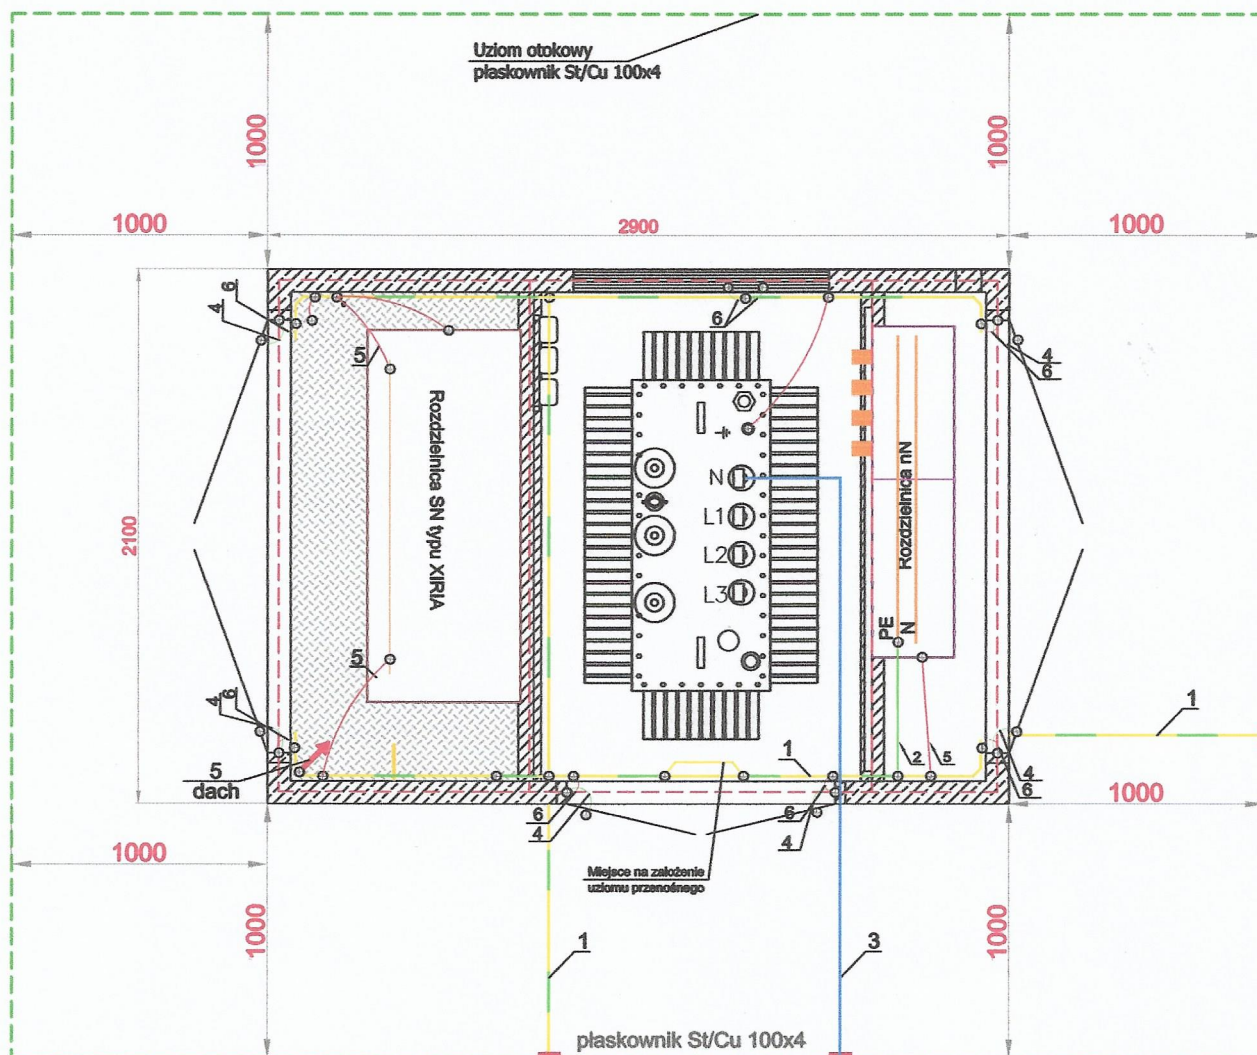 Uziom otokowy
płaskownik St/Cu 100x4
1000
1000
1000
2900
1000
6
4
6
4
6
5
Rozdzielnica SN typu XIRIA
N
L1
L2
L3
Rozdzielnica nN
PE
N
2100
5
4
6
1
1
2
5
5
dach
4
6
6
4
6
4
1000
1000
Miejsce na założenie
uziomu przenośnego
1000
1
3
1000
płaskownik St/Cu 100x4